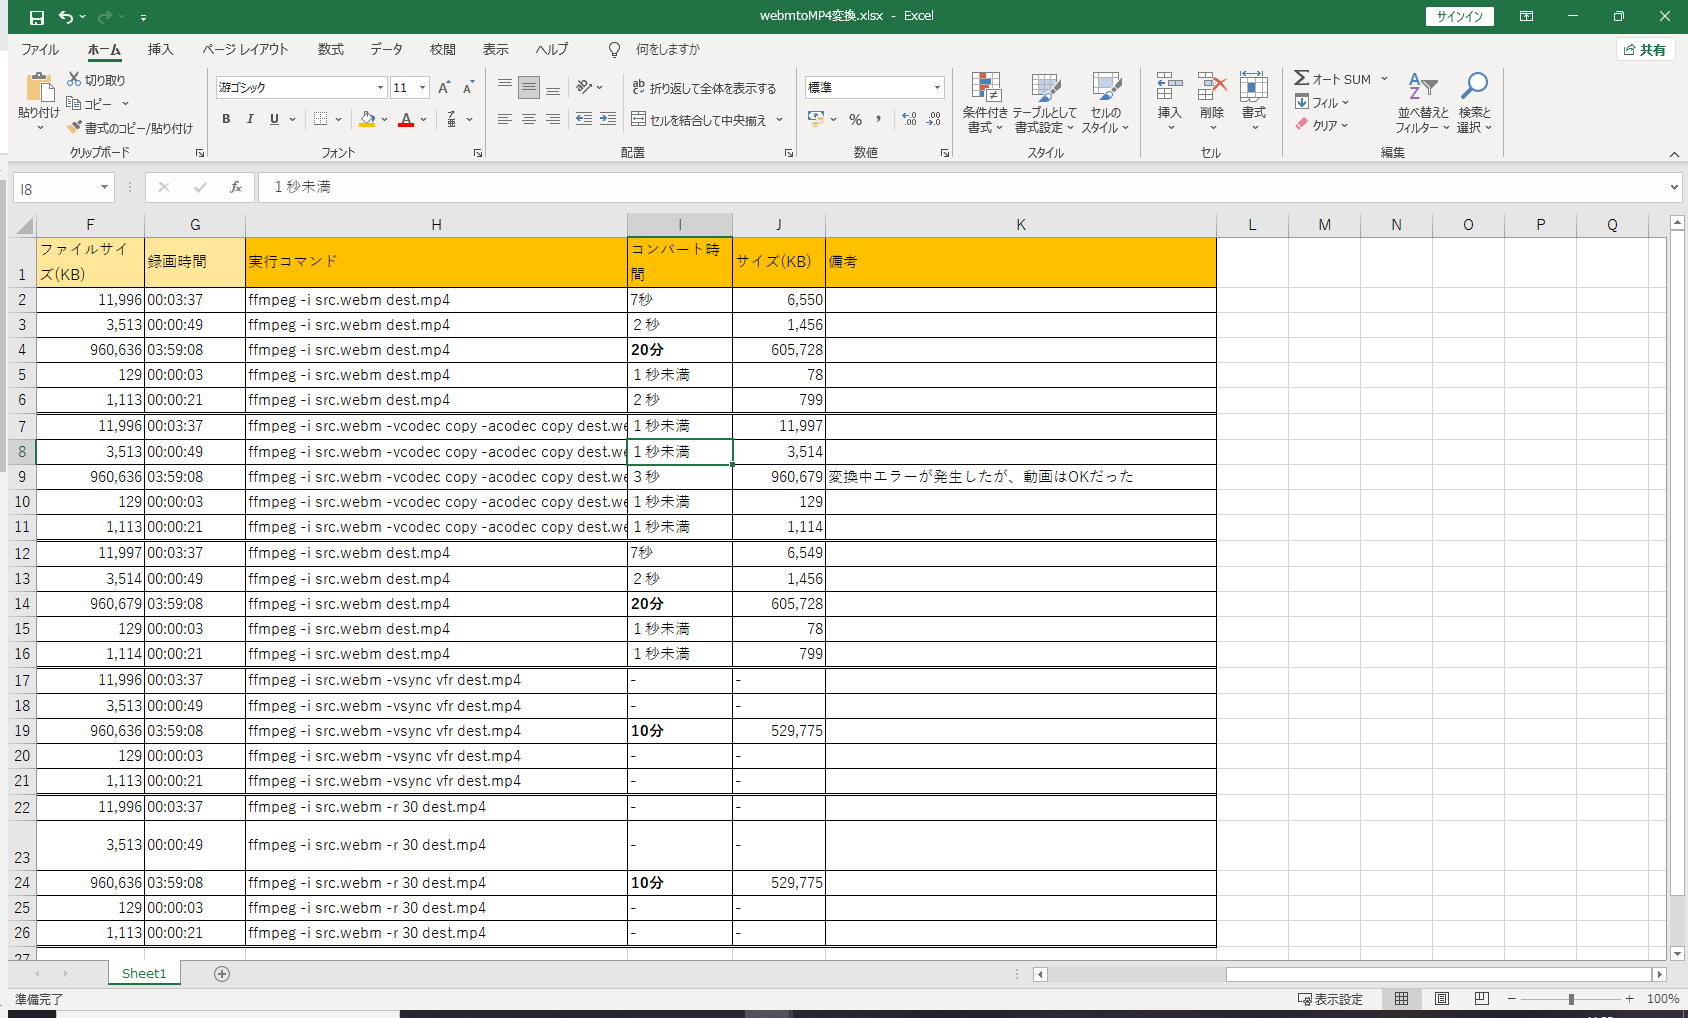 webmtoMP4変換.xlsx - Excel
サインイン
ファイル ホーム 挿入 ページ レイアウト 数式 データ 校閲 表示 ヘルプ 何をしますか 共有
貼り付け 切り取り コピー 書式のコピー/貼り付け
クリップボード
游ゴシック 11
B I U
フォント
折り返して全体を表示する
セルを結合して中央揃え
配置
標準
数値
条件付き書式 テーブルとして書式設定 セルのスタイル
スタイル
挿入 削除 書式
セル
オート SUM フィル クリア
並べ替えとフィルター 検索と選択
編集
I8 fx １秒未満
F G H I J K L M N O P Q
1 ファイルサイズ(KB) 録画時間 実行コマンド コンバート時間 サイズ(KB) 備考
2 11,996 00:03:37 ffmpeg -i src.webm dest.mp4 7秒 6,550
3 3,513 00:00:49 ffmpeg -i src.webm dest.mp4 ２秒 1,456
4 960,636 03:59:08 ffmpeg -i src.webm dest.mp4 20分 605,728
5 129 00:00:03 ffmpeg -i src.webm dest.mp4 １秒未満 78
6 1,113 00:00:21 ffmpeg -i src.webm dest.mp4 ２秒 799
7 11,996 00:03:37 ffmpeg -i src.webm -vcodec copy -acodec copy dest.we １秒未満 11,997
8 3,513 00:00:49 ffmpeg -i src.webm -vcodec copy -acodec copy dest.we １秒未満 3,514
9 960,636 03:59:08 ffmpeg -i src.webm -vcodec copy -acodec copy dest.we ３秒 960,679 変換中エラーが発生したが、動画はOKだった
10 129 00:00:03 ffmpeg -i src.webm -vcodec copy -acodec copy dest.we １秒未満 129
11 1,113 00:00:21 ffmpeg -i src.webm -vcodec copy -acodec copy dest.we １秒未満 1,114
12 11,997 00:03:37 ffmpeg -i src.webm dest.mp4 7秒 6,549
13 3,514 00:00:49 ffmpeg -i src.webm dest.mp4 ２秒 1,456
14 960,679 03:59:08 ffmpeg -i src.webm dest.mp4 20分 605,728
15 129 00:00:03 ffmpeg -i src.webm dest.mp4 １秒未満 78
16 1,114 00:00:21 ffmpeg -i src.webm dest.mp4 １秒未満 799
17 11,996 00:03:37 ffmpeg -i src.webm -vsync vfr dest.mp4 - -
18 3,513 00:00:49 ffmpeg -i src.webm -vsync vfr dest.mp4 - -
19 960,636 03:59:08 ffmpeg -i src.webm -vsync vfr dest.mp4 10分 529,775
20 129 00:00:03 ffmpeg -i src.webm -vsync vfr dest.mp4 - -
21 1,113 00:00:21 ffmpeg -i src.webm -vsync vfr dest.mp4 - -
22 11,996 00:03:37 ffmpeg -i src.webm -r 30 dest.mp4 - -
23 3,513 00:00:49 ffmpeg -i src.webm -r 30 dest.mp4 - -
24 960,636 03:59:08 ffmpeg -i src.webm -r 30 dest.mp4 10分 529,775
25 129 00:00:03 ffmpeg -i src.webm -r 30 dest.mp4 - -
26 1,113 00:00:21 ffmpeg -i src.webm -r 30 dest.mp4 - -
27
Sheet1
準備完了 表示設定 100%